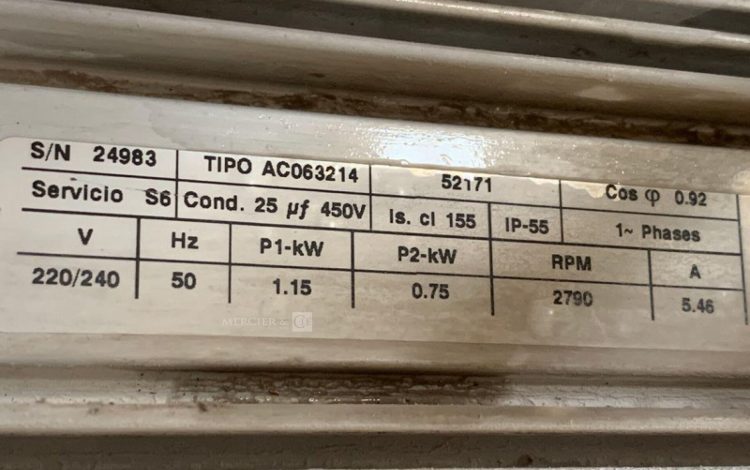 S/N 24983 TIPO AC063214 52171 Cos φ 0.92
Servicio S6 Cond. 25 µf 450V Is. cl 155 IP-55 1~ Phases
V Hz P1-kW P2-kW RPM A
220/240 50 1.15 0.75 2790 5.46
MERCIER & C